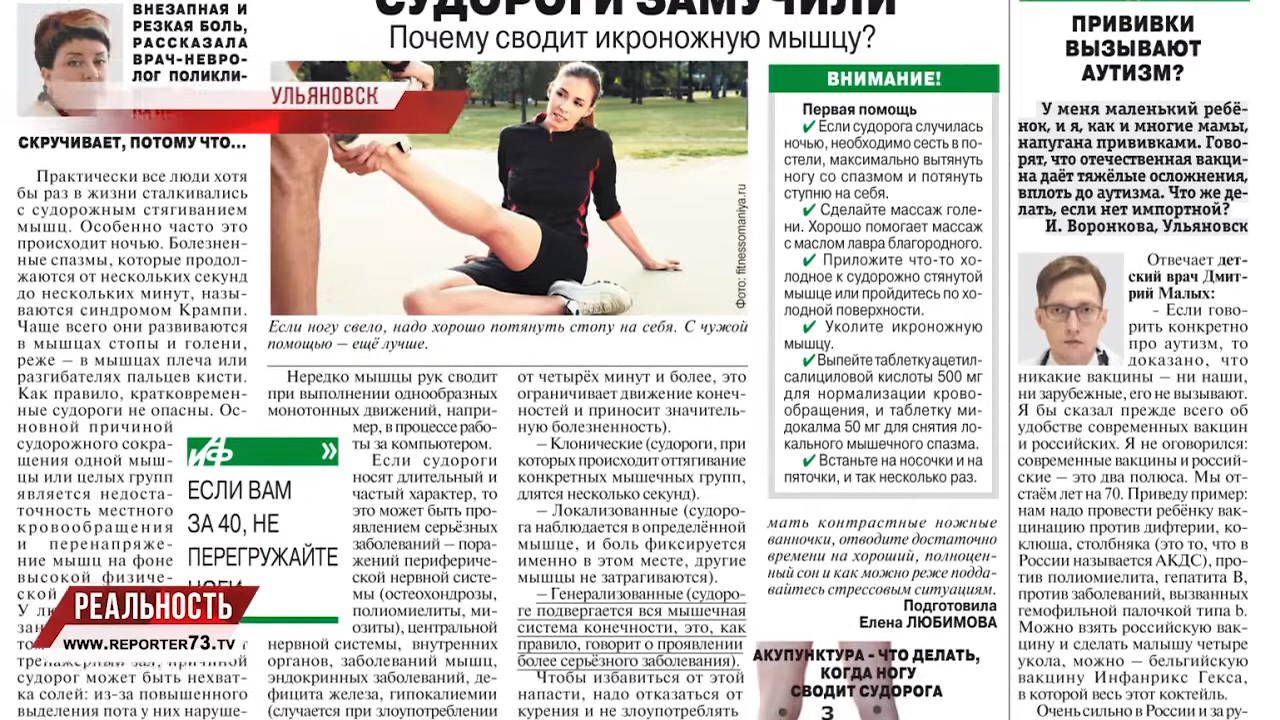 СУДОРОГИ ЗАМУЧИЛИ
Почему сводит икроножную мышцу?
ВНЕЗАПНАЯ И
РЕЗКАЯ БОЛЬ,
РАССКАЗАЛА
ВРАЧ-НЕВРО-
ЛОГ ПОЛИКЛИ-
УЛЬЯНОВСК
СКРУЧИВАЕТ, ПОТОМУ ЧТО...
Практически все люди хотя
бы раз в жизни сталкивались
с судорожным стягиванием
мышц. Особенно часто это
происходит ночью. Болезнен-
ные спазмы, которые продол-
жаются от нескольких секунд
до нескольких минут, назы-
ваются синдромом Крампи.
Чаще всего они развиваются
в мышцах стопы и голени,
реже – в мышцах плеча или
разгибателях пальцев кисти.
Как правило, кратковремен-
ные судороги не опасны. Ос-
новной причиной
судорожного сокра-
щения одной мыш-
цы или целых групп
является недоста-
точность местного
кровообращения
и перенапряже-
ние мышц на фоне
высокой физиче-
ской
тренажерный зал, причиной
судорог может быть нехват-
ка солей: из-за повышенного
выделения пота у них наруше-
АИФ »
ЕСЛИ ВАМ
ЗА 40, НЕ
ПЕРЕГРУЖАЙТЕ
НОГИ
РЕАЛЬНОСТЬ
WWW.REPORTER73.TV
Фото: fitnessomaniya.ru
Если ногу свело, надо хорошо потянуть стопу на себя. С чужой
помощью – ещё лучше.
Нередко мышцы рук сводит
при выполнении однообразных
монотонных движений, напри-
мер, в процессе рабо-
ты за компьютером.
Если судороги
носят длительный и
частый характер, то
это может быть про-
явлением серьёзных
заболеваний – пора-
жений перифериче-
ской нервной систе-
мы (остеохондрозы,
полиомиелиты, ми-
озиты), центральной
нервной системы, внутренних
органов, заболеваний мышц,
эндокринных заболеваний, де-
фицита железа, гипокалиемии
(случается при злоупотреблении
от четырёх минут и более, это
ограничивает движение конеч-
ностей и приносит значитель-
ную болезненность).
– Клонические (судороги, при
которых происходит оттягивание
конкретных мышечных групп,
длятся несколько секунд).
– Локализованные (судоро-
га наблюдается в определённой
мышце, и боль фиксируется
именно в этом месте, другие
мышцы не затрагиваются).
– Генерализованные (судоро-
ге подвергается вся мышечная
система конечности, это, как
правило, говорит о проявлении
более серьёзного заболевания).
Чтобы избавиться от этой
напасти, надо отказаться от
курения и не злоупотреблять
ВНИМАНИЕ!
Первая помощь
✔ Если судорога случилась
ночью, необходимо сесть в по-
стели, максимально вытянуть
ногу со спазмом и потянуть
ступню на себя.
✔ Сделайте массаж голе-
ни. Хорошо помогает массаж
с маслом лавра благородного.
✔ Приложите что-то хо-
лодное к судорожно стянутой
мышце или пройдитесь по хо-
лодной поверхности.
✔ Уколите икроножную
мышцу.
✔ Выпейте таблетку ацетил-
салициловой кислоты 500 мг
для нормализации крово-
обращения, и таблетку ми-
докалма 50 мг для снятия ло-
кального мышечного спазма.
✔ Встаньте на носочки и на
пяточки, и так несколько раз.
мать контрастные ножные
ванночки, отводите достаточно
времени на хороший, полноцен-
ный сон и как можно реже подда-
вайтесь стрессовым ситуациям.
Подготовила
Елена ЛЮБИМОВА
АКУПУНКТУРА - ЧТО ДЕЛАТЬ,
КОГДА НОГУ
СВОДИТ СУДОРОГА
3
ПРИВИВКИ
ВЫЗЫВАЮТ
АУТИЗМ?
У меня маленький ребё-
нок, и я, как и многие мамы,
напугана прививками. Гово-
рят, что отечественная вакци-
на даёт тяжёлые осложнения,
вплоть до аутизма. Что же де-
лать, если нет импортной?
И. Воронкова, Ульяновск
Отвечает дет-
ский врач Дмит-
рий Малых:
- Если гово-
рить конкретно
про аутизм, то
доказано, что
никакие вакцины – ни наши,
ни зарубежные, его не вызывают.
Я бы сказал прежде всего об
удобстве современных вакцин
и российских. Я не оговорился:
современные вакцины и россий-
ские – это два полюса. Мы от-
стаём лет на 70. Приведу пример:
нам надо провести ребёнку вак-
цинацию против дифтерии, ко-
клюша, столбняка (это то, что в
России называется АКДС), про-
тив полиомиелита, гепатита В,
против заболеваний, вызванных
гемофильной палочкой типа b.
Можно взять российскую вак-
цину и сделать малышу четыре
укола, можно – бельгийскую
вакцину Инфанрикс Гекса,
в которой весь этот коктейль.
Очень сильно в России и за ру-